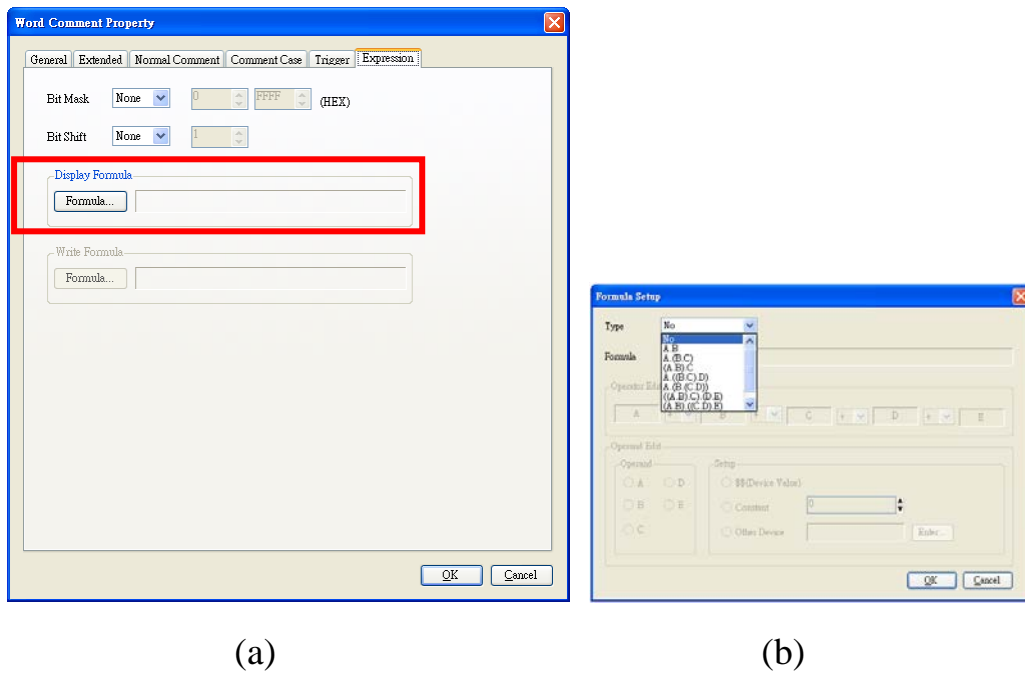 Word Comment Property
General Extended Normal Comment Comment Case Trigger Expression
Bit Mask None 0 FFFF (HEX)
Bit Shift None 1
Display Formula
Formula...
Write Formula
Formula...
OK Cancel
(a)
Formula Setup
Type No
No
A.B
A.(B.C)
(A.B).C
A.((B.C).D)
A.(B.(C.D))
((A.B).C).(D.E)
(A.B).((C.D).E)
Formula
Operator Edit
A + B + C + D + E
Operand Edit
Operand
A D
B E
C
Setup
$$(Device Value)
Constant 0
Other Device Enter...
OK Cancel
(b)